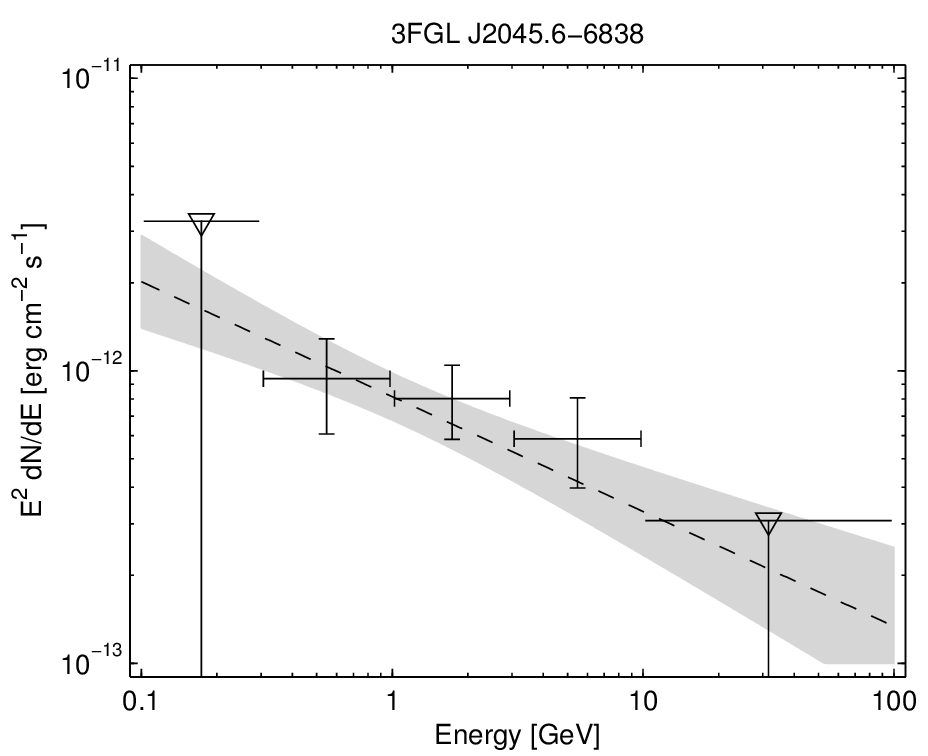 3FGL J2045.6−6838
10⁻¹¹
10⁻¹²
10⁻¹³
E² dN/dE [erg cm⁻² s⁻¹]
0.1 1 10 100
Energy [GeV]